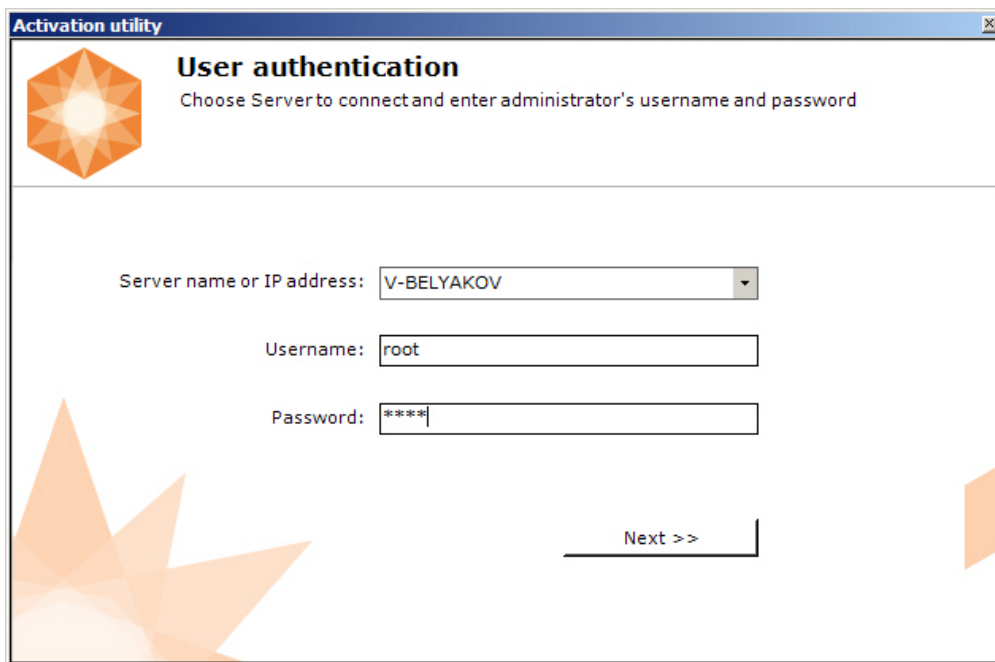 Activation utility
User authentication
Choose Server to connect and enter administrator's username and password
Server name or IP address: V-BELYAKOV
Username: root
Password: ****
Next >>